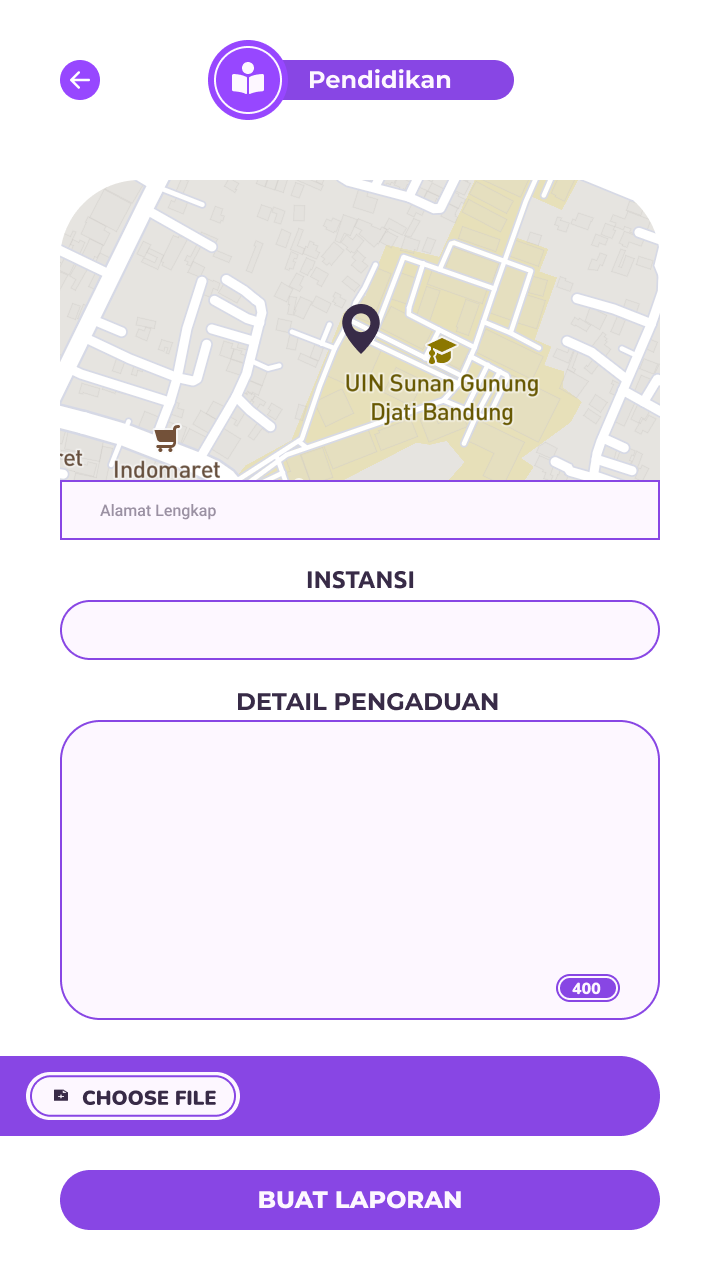 Pendidikan
UIN Sunan Gunung
Djati Bandung
ret
Indomaret
Alamat Lengkap
INSTANSI
DETAIL PENGADUAN
400
CHOOSE FILE
BUAT LAPORAN